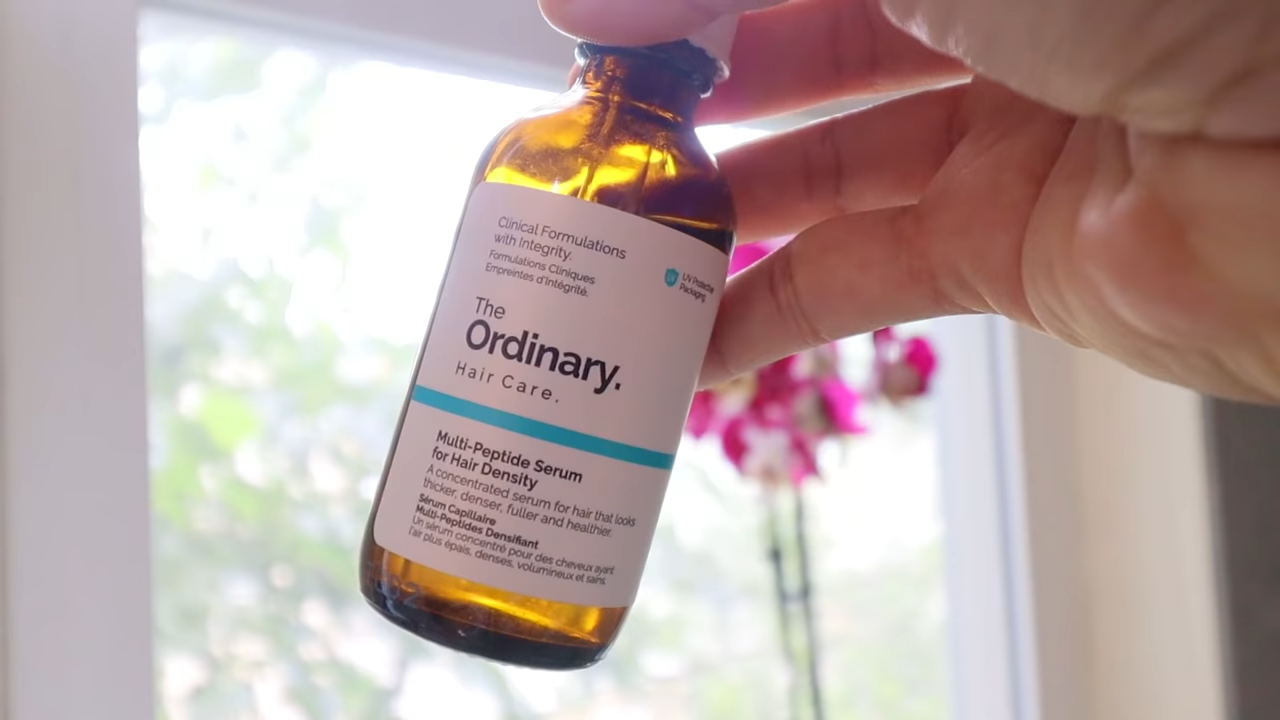 Clinical Formulations
with Integrity.
Formulations Cliniques
Empreintes d'Intégrité.
UV Protective
Packaging
The
Ordinary.
Hair Care.
Multi-Peptide Serum
for Hair Density
A concentrated serum for hair that looks
thicker, denser, fuller and healthier.
Sérum Capillaire
Multi-Peptides Densifiant
Un sérum concentré pour des cheveux ayant
l'air plus épais, denses, volumineux et sains.